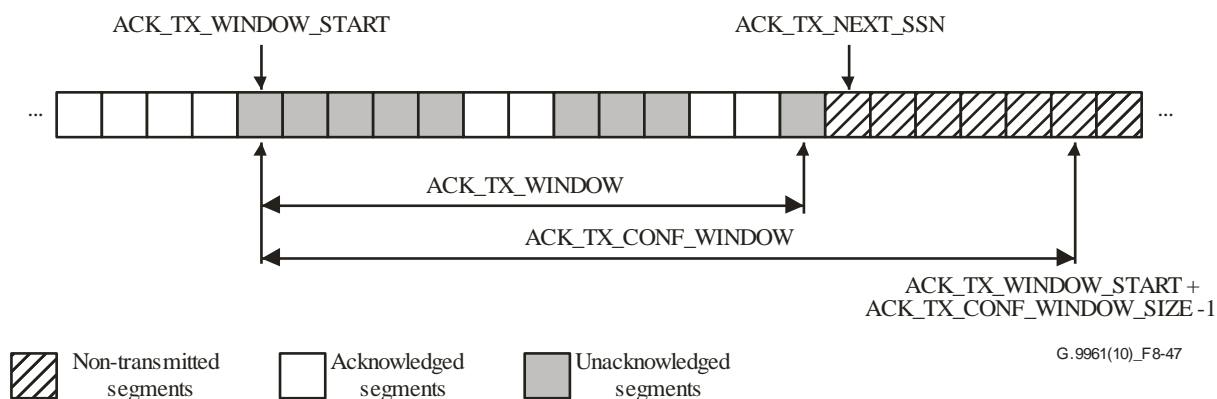 ACK_TX_WINDOW_START
ACK_TX_NEXT_SSN
...
...
ACK_TX_WINDOW
ACK_TX_CONF_WINDOW
ACK_TX_WINDOW_START +
ACK_TX_CONF_WINDOW_SIZE -1
Non-transmitted
segments
Acknowledged
segments
Unacknowledged
segments
G.9961(10)_F8-47